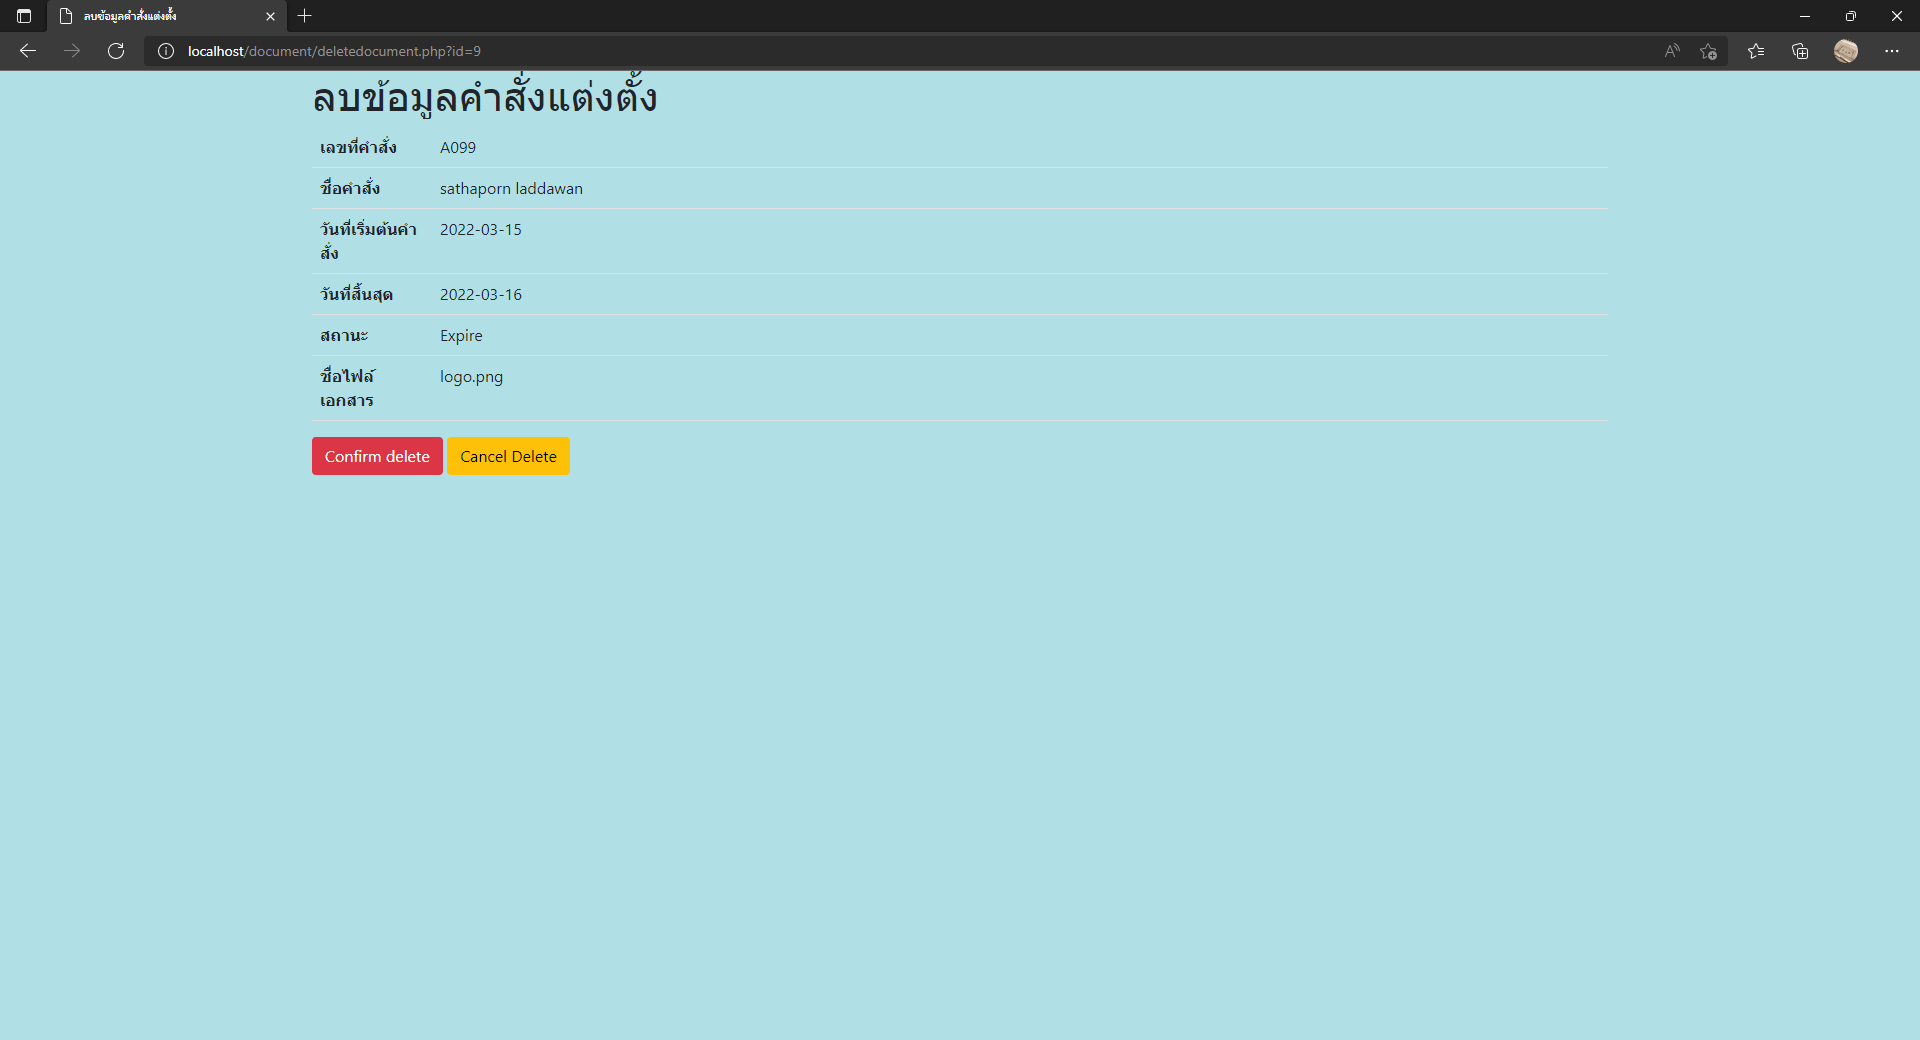 ลบข้อมูลคำสั่งแต่งตั้ง
localhost/document/deletedocument.php?id=9
ลบข้อมูลคำสั่งแต่งตั้ง
เลขที่คำสั่ง A099
ชื่อคำสั่ง sathaporn laddawan
วันที่เริ่มต้นคำ 2022-03-15
สั่ง
วันที่สิ้นสุด 2022-03-16
สถานะ Expire
ชื่อไฟล์ logo.png
เอกสาร
Confirm delete Cancel Delete